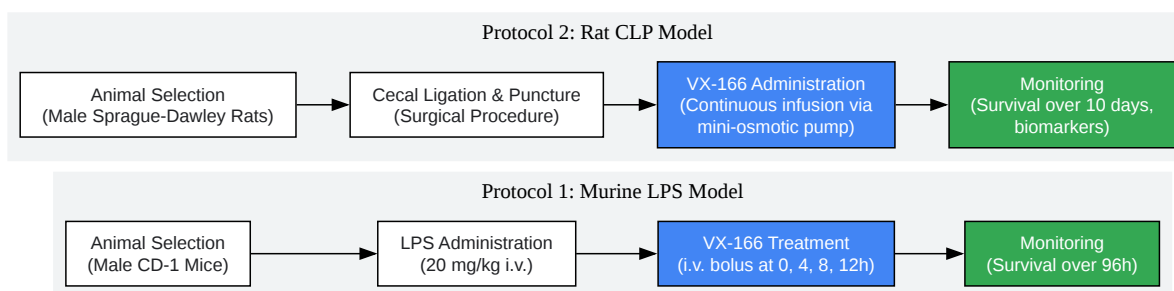 Protocol 2: Rat CLP Model
Animal Selection
(Male Sprague-Dawley Rats)
Cecal Ligation & Puncture
(Surgical Procedure)
VX-166 Administration
(Continuous infusion via
mini-osmotic pump)
Monitoring
(Survival over 10 days,
biomarkers)
Protocol 1: Murine LPS Model
Animal Selection
(Male CD-1 Mice)
LPS Administration
(20 mg/kg i.v.)
VX-166 Treatment
(i.v. bolus at 0, 4, 8, 12h)
Monitoring
(Survival over 96h)